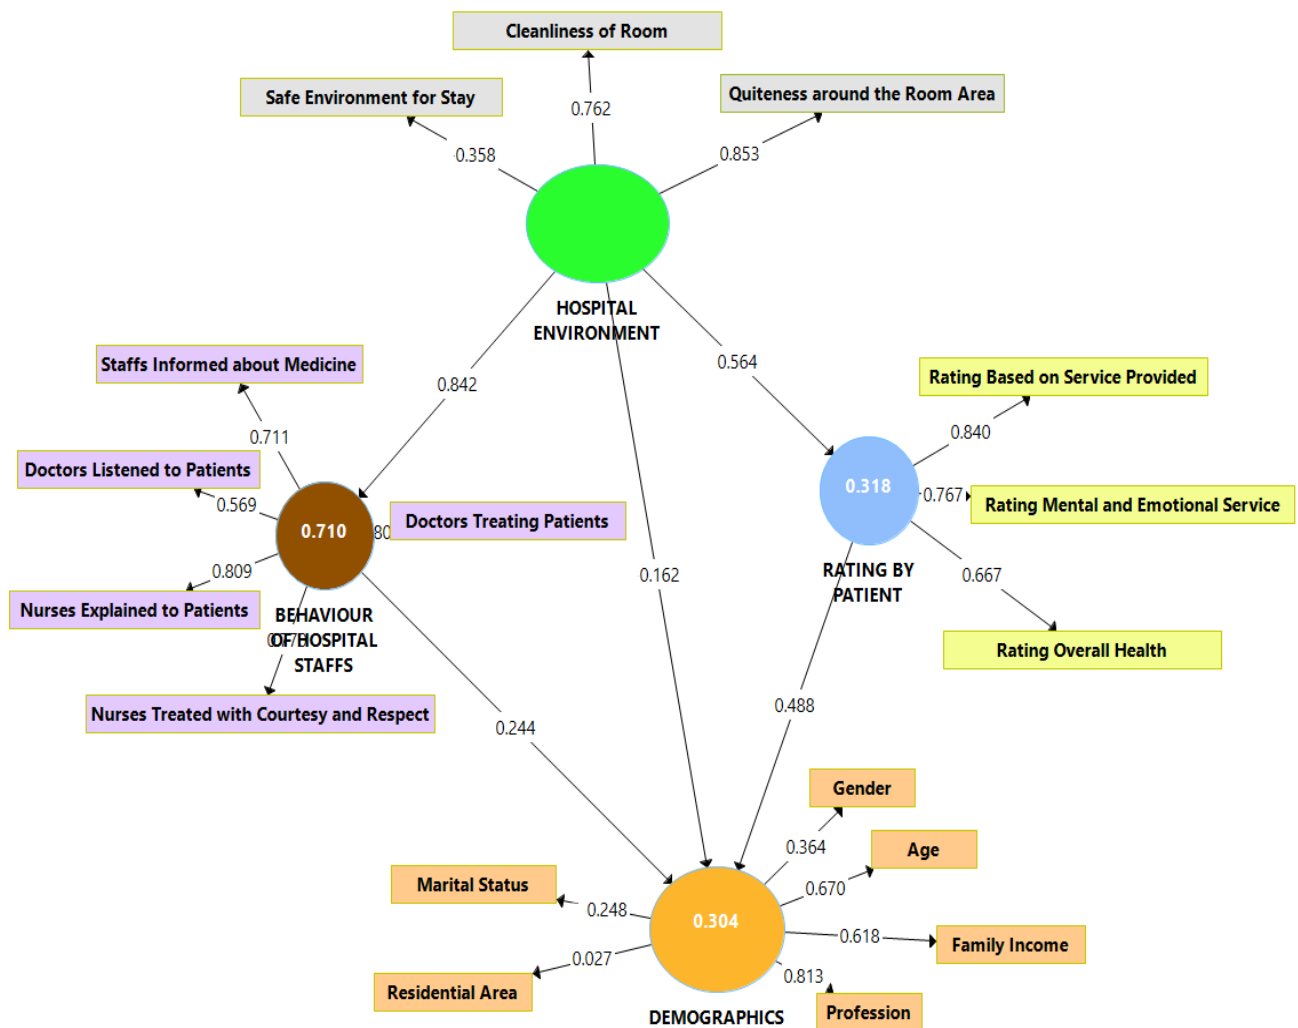 Cleanliness of Room
Safe Environment for Stay
Quiteness around the Room Area
0.762
0.358
0.853
HOSPITAL
ENVIRONMENT
0.842
0.564
0.162
Staffs Informed about Medicine
0.711
Doctors Listened to Patients
0.569
0.710
80
Doctors Treating Patients
0.809
Nurses Explained to Patients
BEHAVIOUR
OF HOSPITAL
STAFFS
Nurses Treated with Courtesy and Respect
0.244
Rating Based on Service Provided
0.840
0.318
0.767
Rating Mental and Emotional Service
RATING BY
PATIENT
0.667
Rating Overall Health
0.488
Gender
0.364
Age
0.670
Marital Status
0.248
0.304
0.618
Family Income
0.027
Residential Area
0.813
Profession
DEMOGRAPHICS